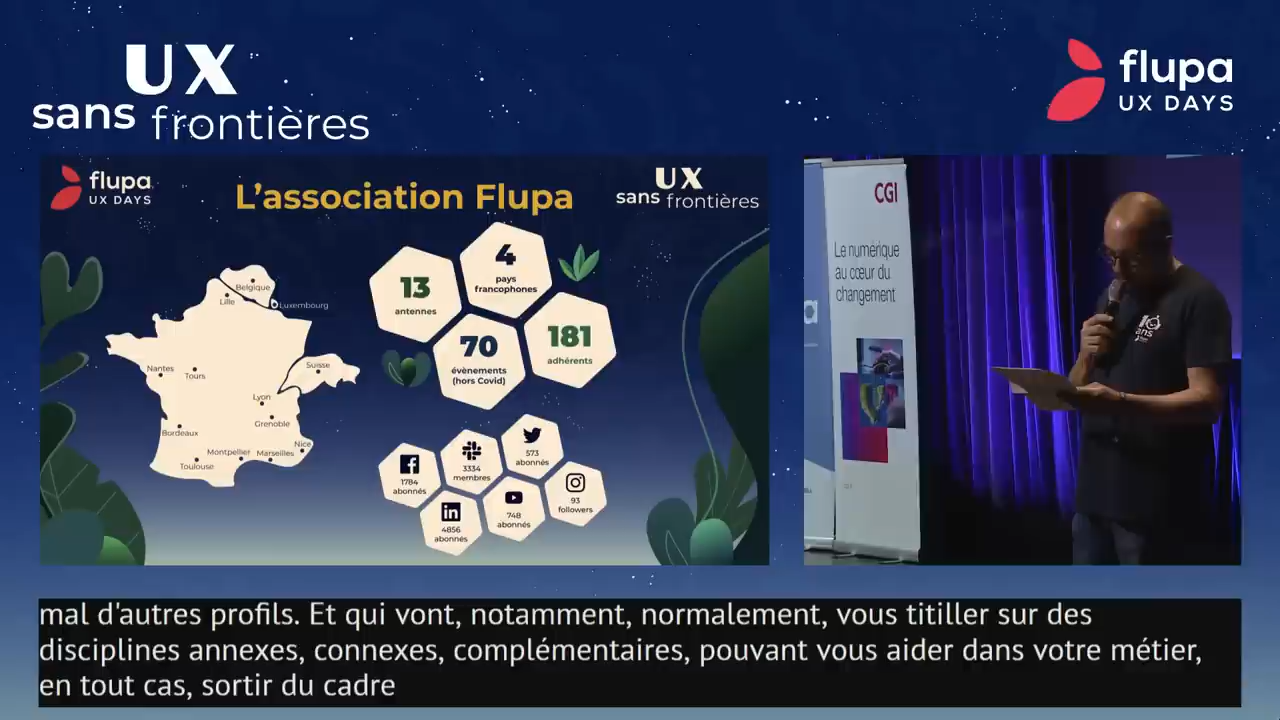 UX
sans frontières
flupa
UX DAYS
flupa
UX DAYS
L'association Flupa
UX
sans frontières
Belgique
Lille
Luxembourg
Nantes
Tours
Suisse
Lyon
Grenoble
Bordeaux
Nice
Montpellier
Marseilles
Toulouse
13
antennes
4
pays
francophones
70
évènements
(hors Covid)
181
adhérents
1784
abonnés
3334
membres
573
abonnés
4856
abonnés
748
abonnés
93
followers
CGI
Le numérique
au cœur du
changement
mal d'autres profils. Et qui vont, notamment, normalement, vous titiller sur des
disciplines annexes, connexes, complémentaires, pouvant vous aider dans votre métier,
en tout cas, sortir du cadre